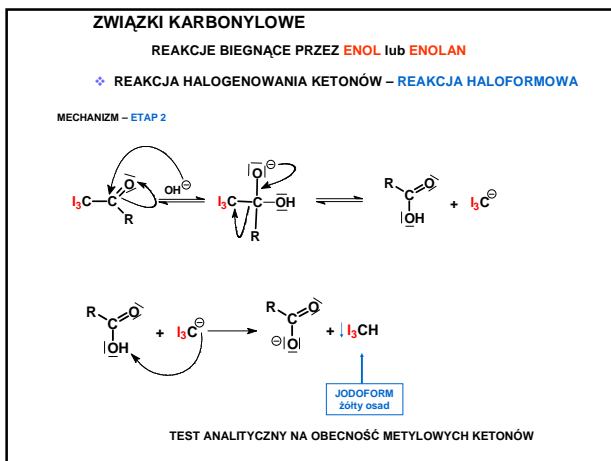 ZWIĄZKI KARBONYLOWE
REAKCJE BIEGNĄCE PRZEZ ENOL lub ENOLAN
❖ REAKCJA HALOGENOWANIA KETONÓW – REAKCJA HALOFORMOWA
MECHANIZM – ETAP 2
I₃C C O R OH⊖ I₃C C O⊖ OH R R C O OH + I₃C⊖
R C O OH + I₃C⊖ R C O ⊖O + ↓I₃CH
JODOFORM
żółty osad
TEST ANALITYCZNY NA OBECNOŚĆ METYLOWYCH KETONÓW